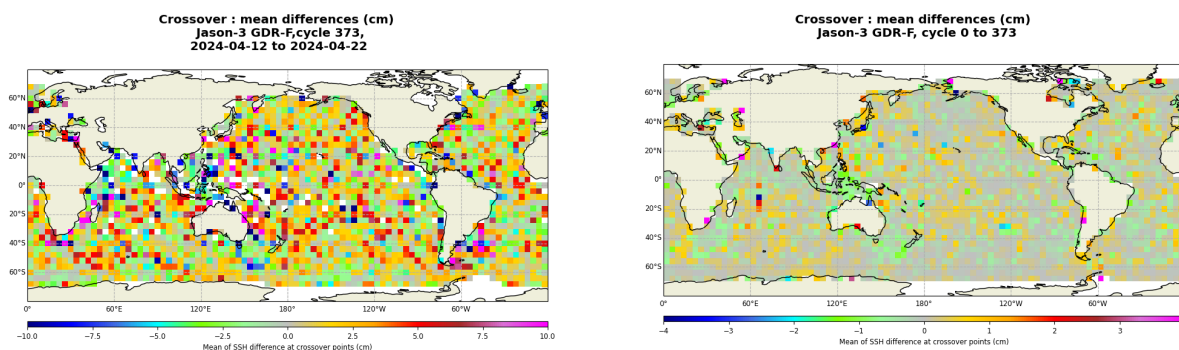 Crossover : mean differences (cm)
Jason-3 GDR-F,cycle 373,
2024-04-12 to 2024-04-22
60°N
40°N
20°N
0°
20°S
40°S
60°S
0°
60°E
120°E
180°
120°W
60°W
−10.0
−7.5
−5.0
−2.5
0.0
2.5
5.0
7.5
10.0
Mean of SSH difference at crossover points (cm)
Crossover : mean differences (cm)
Jason-3 GDR-F, cycle 0 to 373
60°N
40°N
20°N
0°
20°S
40°S
60°S
0°
60°E
120°E
180°
120°W
60°W
−4
−3
−2
−1
0
1
2
3
Mean of SSH difference at crossover points (cm)